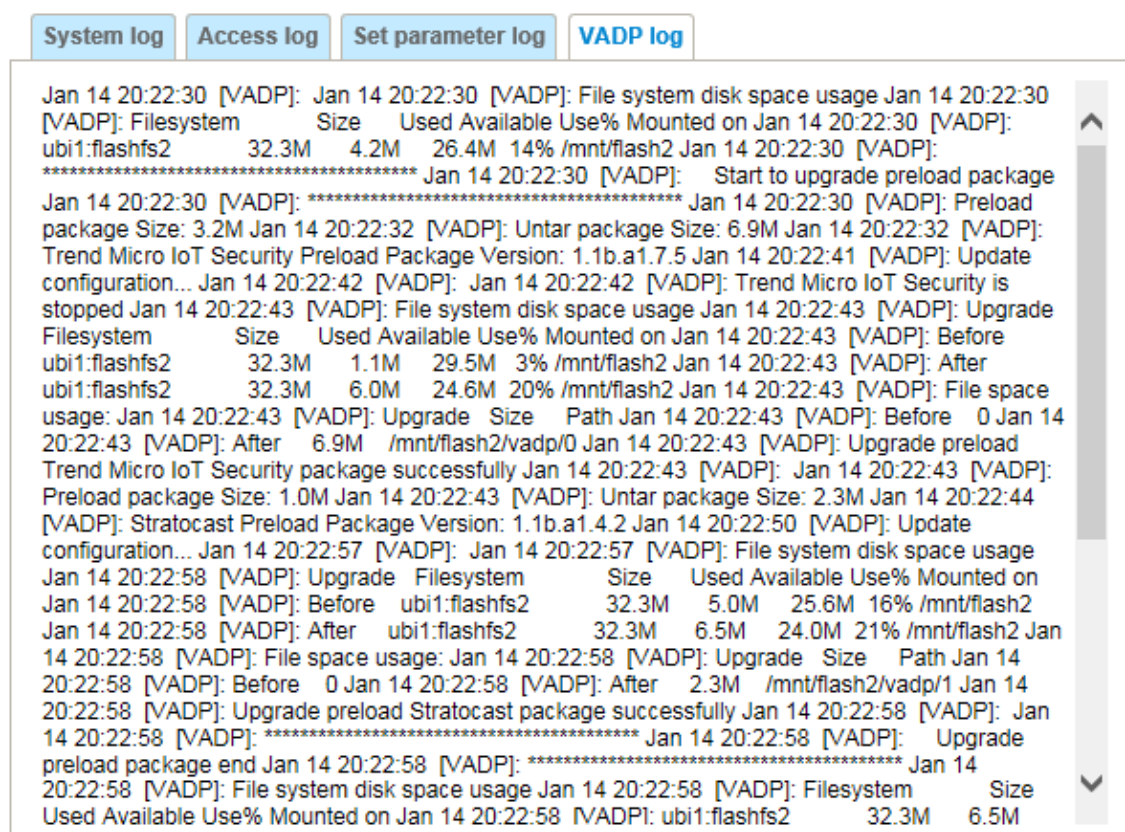 System log Access log Set parameter log VADP log
Jan 14 20:22:30 [VADP]: Jan 14 20:22:30 [VADP]: File system disk space usage Jan 14 20:22:30
[VADP]: Filesystem Size Used Available Use% Mounted on Jan 14 20:22:30 [VADP]:
ubi1:flashfs2 32.3M 4.2M 26.4M 14% /mnt/flash2 Jan 14 20:22:30 [VADP]:
****************************************** Jan 14 20:22:30 [VADP]: Start to upgrade preload package
Jan 14 20:22:30 [VADP]: ****************************************** Jan 14 20:22:30 [VADP]: Preload
package Size: 3.2M Jan 14 20:22:32 [VADP]: Untar package Size: 6.9M Jan 14 20:22:32 [VADP]:
Trend Micro IoT Security Preload Package Version: 1.1b.a1.7.5 Jan 14 20:22:41 [VADP]: Update
configuration... Jan 14 20:22:42 [VADP]: Jan 14 20:22:42 [VADP]: Trend Micro IoT Security is
stopped Jan 14 20:22:43 [VADP]: File system disk space usage Jan 14 20:22:43 [VADP]: Upgrade
Filesystem Size Used Available Use% Mounted on Jan 14 20:22:43 [VADP]: Before
ubi1:flashfs2 32.3M 1.1M 29.5M 3% /mnt/flash2 Jan 14 20:22:43 [VADP]: After
ubi1:flashfs2 32.3M 6.0M 24.6M 20% /mnt/flash2 Jan 14 20:22:43 [VADP]: File space
usage: Jan 14 20:22:43 [VADP]: Upgrade Size Path Jan 14 20:22:43 [VADP]: Before 0 Jan 14
20:22:43 [VADP]: After 6.9M /mnt/flash2/vadp/0 Jan 14 20:22:43 [VADP]: Upgrade preload
Trend Micro IoT Security package successfully Jan 14 20:22:43 [VADP]: Jan 14 20:22:43 [VADP]:
Preload package Size: 1.0M Jan 14 20:22:43 [VADP]: Untar package Size: 2.3M Jan 14 20:22:44
[VADP]: Stratocast Preload Package Version: 1.1b.a1.4.2 Jan 14 20:22:50 [VADP]: Update
configuration... Jan 14 20:22:57 [VADP]: Jan 14 20:22:57 [VADP]: File system disk space usage
Jan 14 20:22:58 [VADP]: Upgrade Filesystem Size Used Available Use% Mounted on
Jan 14 20:22:58 [VADP]: Before ubi1:flashfs2 32.3M 5.0M 25.6M 16% /mnt/flash2
Jan 14 20:22:58 [VADP]: After ubi1:flashfs2 32.3M 6.5M 24.0M 21% /mnt/flash2 Jan
14 20:22:58 [VADP]: File space usage: Jan 14 20:22:58 [VADP]: Upgrade Size Path Jan 14
20:22:58 [VADP]: Before 0 Jan 14 20:22:58 [VADP]: After 2.3M /mnt/flash2/vadp/1 Jan 14
20:22:58 [VADP]: Upgrade preload Stratocast package successfully Jan 14 20:22:58 [VADP]: Jan
14 20:22:58 [VADP]: ****************************************** Jan 14 20:22:58 [VADP]: Upgrade
preload package end Jan 14 20:22:58 [VADP]: ****************************************** Jan 14
20:22:58 [VADP]: File system disk space usage Jan 14 20:22:58 [VADP]: Filesystem Size
Used Available Use% Mounted on Jan 14 20:22:58 [VADP]: ubi1:flashfs2 32.3M 6.5M